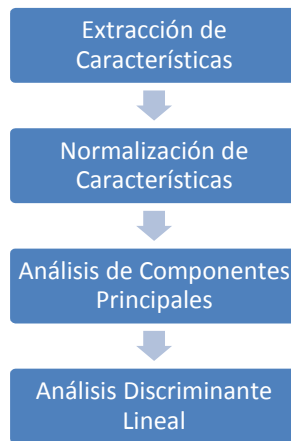 Extracción de
Características
Normalización de
Características
Análisis de Componentes
Principales
Análisis Discriminante
Lineal